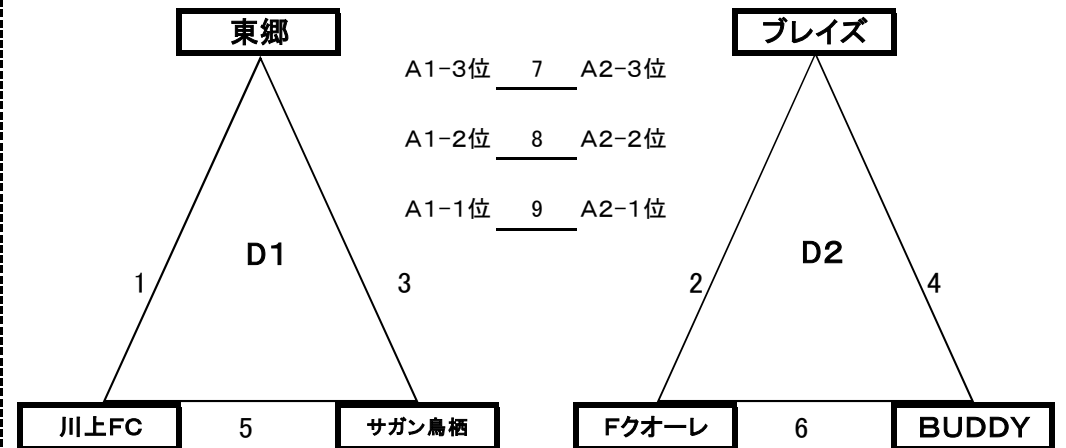 東郷
ブレイズ
A1-3位 7 A2-3位
A1-2位 8 A2-2位
A1-1位 9 A2-1位
D1
D2
1
3
2
4
川上FC
5
サガン鳥栖
Fクオーレ
6
BUDDY